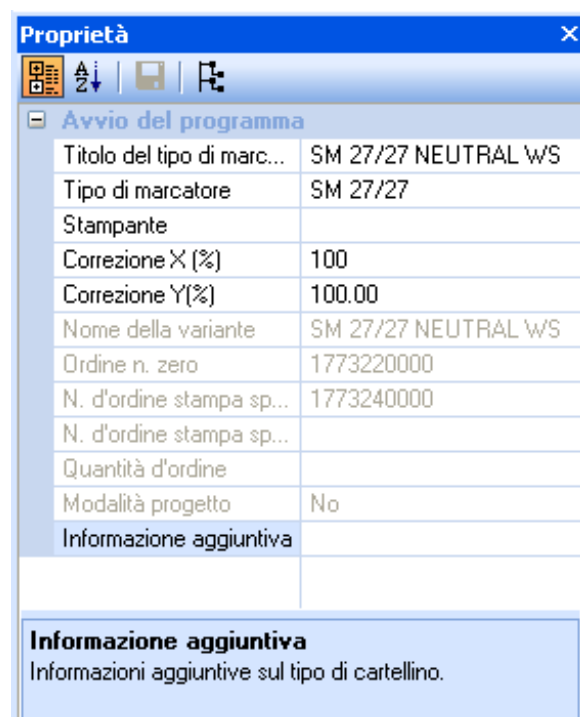 Proprietà
Avvio del programma
Titolo del tipo di marc... SM 27/27 NEUTRAL WS
Tipo di marcatore SM 27/27
Stampante
Correzione X (%) 100
Correzione Y(%) 100.00
Nome della variante SM 27/27 NEUTRAL WS
Ordine n. zero 1773220000
N. d'ordine stampa sp... 1773240000
N. d'ordine stampa sp...
Quantità d'ordine
Modalità progetto No
Informazione aggiuntiva
Informazione aggiuntiva
Informazioni aggiuntive sul tipo di cartellino.